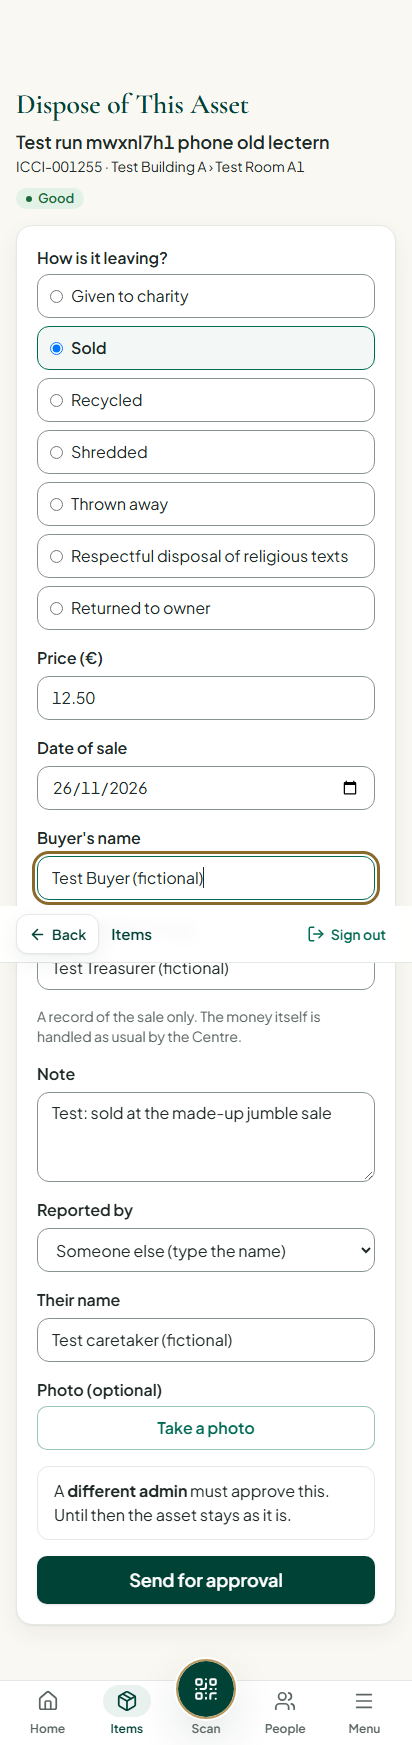 Dispose of This Asset
Test run mwxnl7h1 phone old lectern
ICCI-001255 · Test Building A › Test Room A1
Good
How is it leaving?
Given to charity
Sold
Recycled
Shredded
Thrown away
Respectful disposal of religious texts
Returned to owner
Price (€)
12.50
Date of sale
26/11/2026
Buyer's name
Test Buyer (fictional)
Back
Items
Sign out
Test Treasurer (fictional)
A record of the sale only. The money itself is
handled as usual by the Centre.
Note
Test: sold at the made-up jumble sale
Reported by
Someone else (type the name)
Their name
Test caretaker (fictional)
Photo (optional)
Take a photo
A different admin must approve this.
Until then the asset stays as it is.
Send for approval
Home
Items
Scan
People
Menu